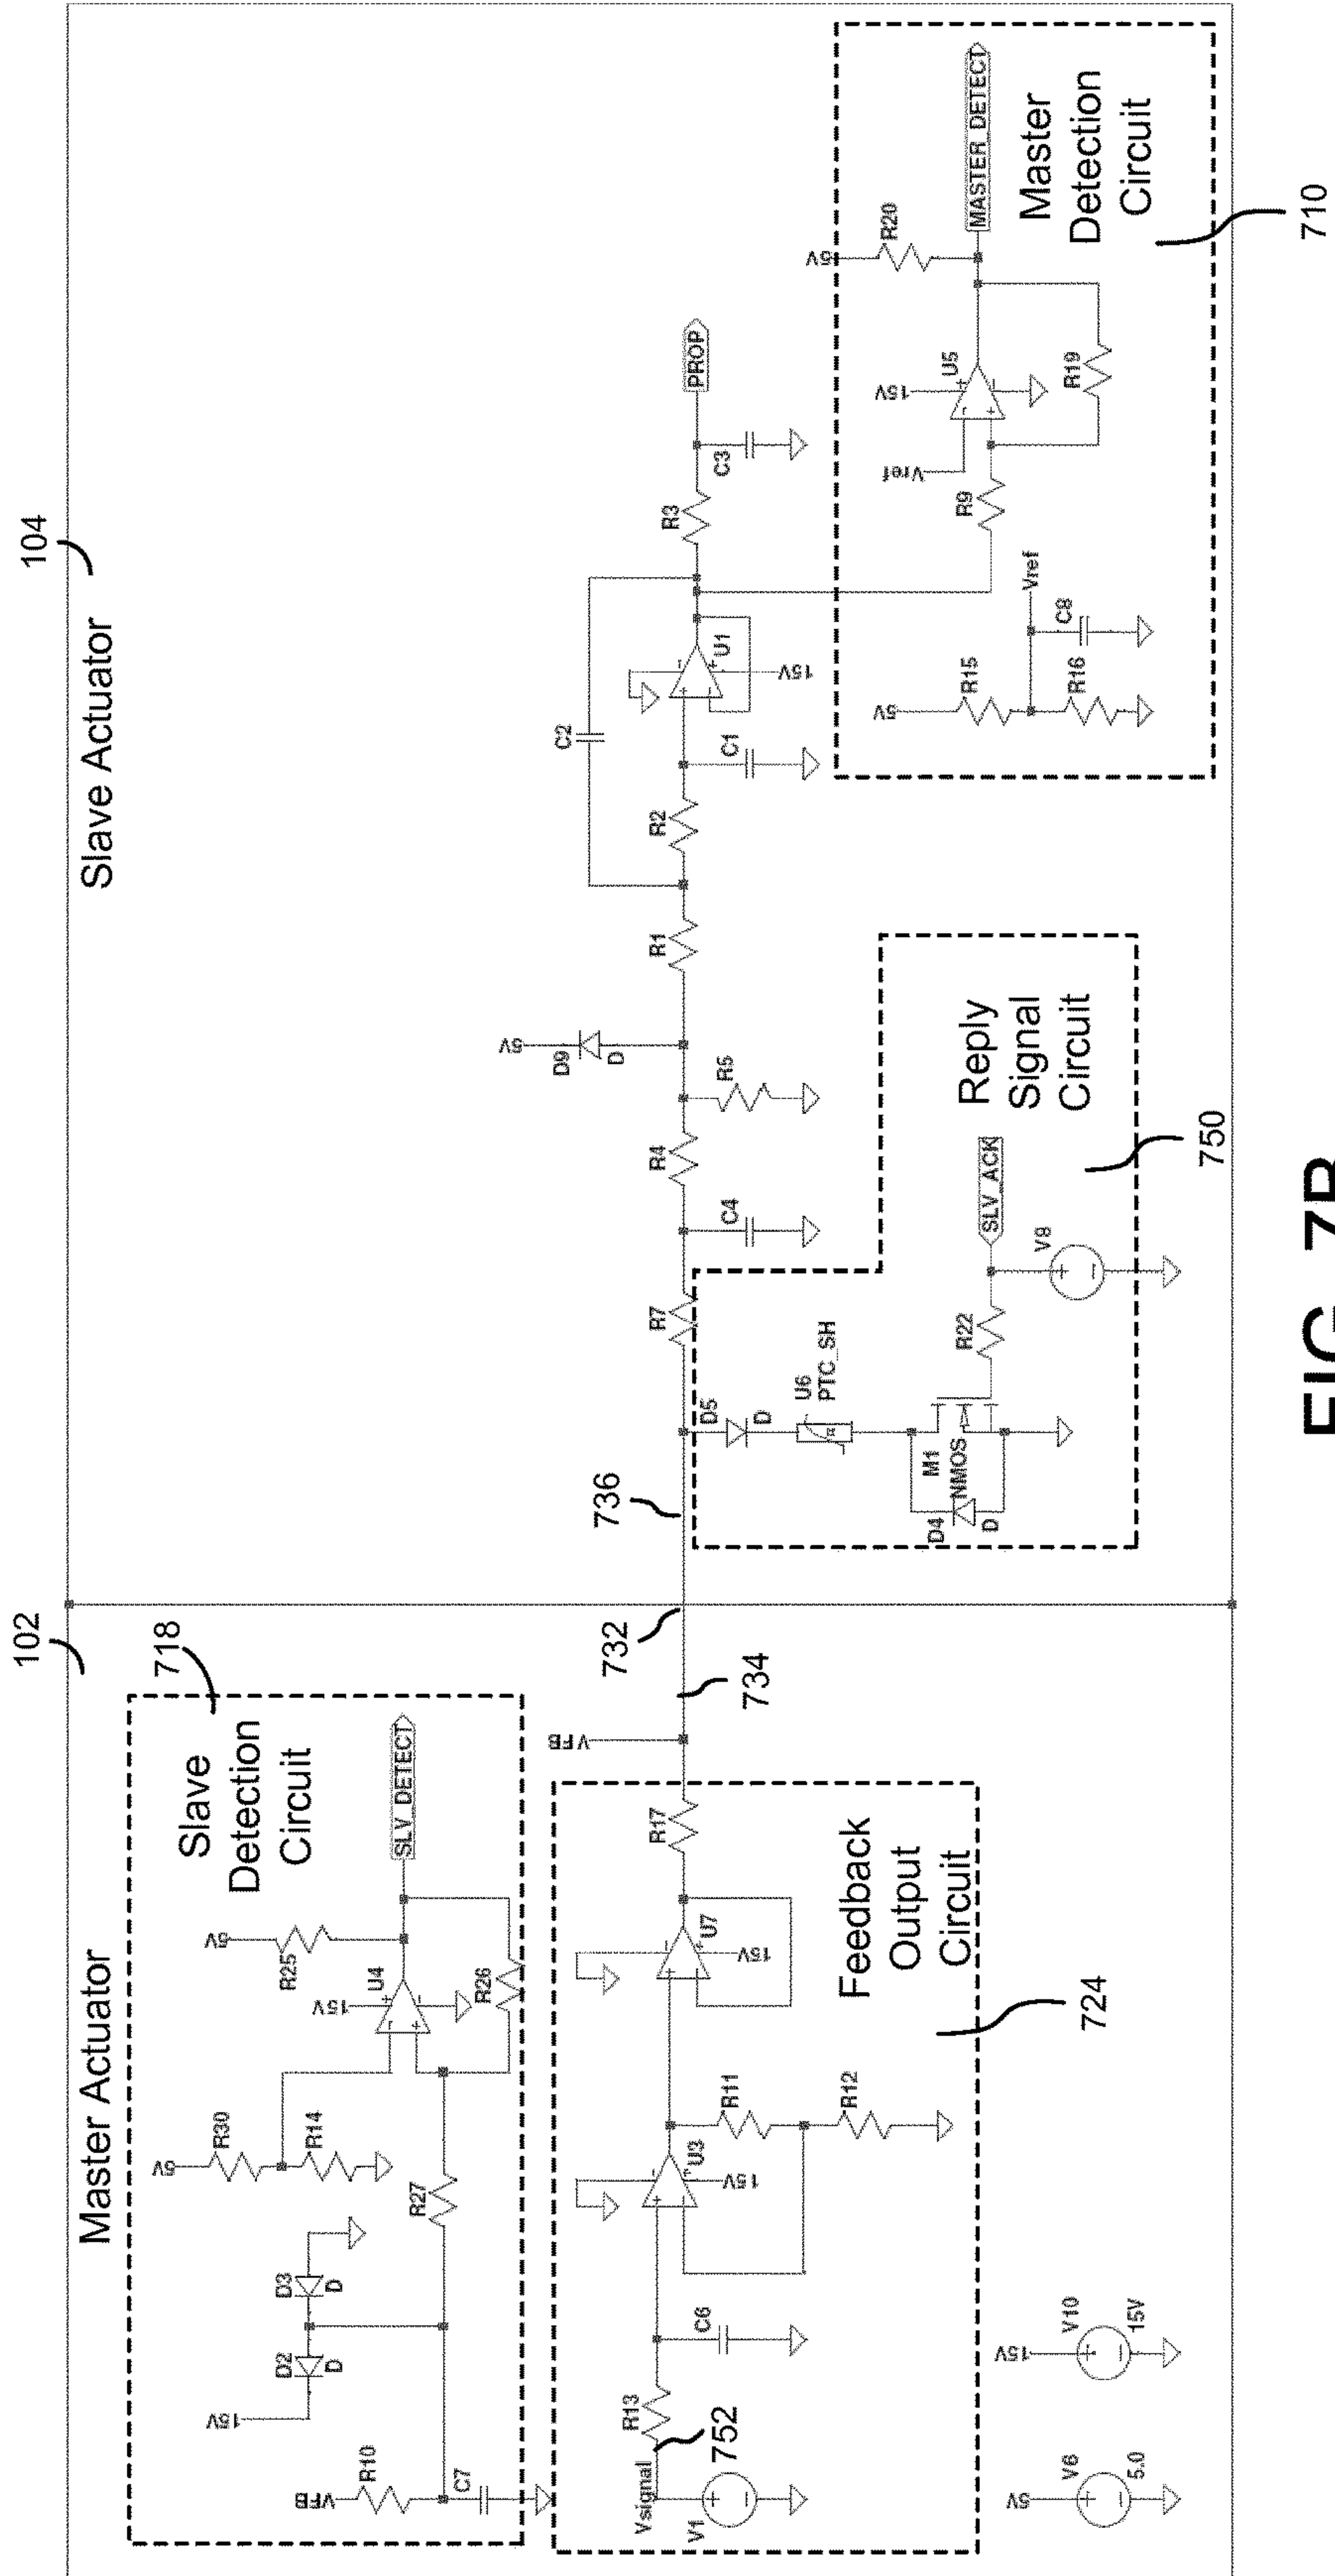 Master Actuator
102
Slave Actuator
104
718
Slave
Detection
Circuit
VFB
R10
C7
15V
D2
D
D3
D
5V
R30
R14
R27
15V
U4
5V
R25
R26
SLV_DETECT
Feedback
Output
Circuit
724
Vsignal
752
V1
R13
C6
U3
15V
R11
R12
U7
15V
R17
VFB
734
732
736
5V
V6
5.0
15V
V10
15V
Reply
Signal
Circuit
750
D5
D
U6
PTC_SH
M1
NMOS
D4
D
R22
SLV_ACK
V9
R7
C4
R4
R5
5V
D9
D
R1
C2
R2
C1
U1
15V
R3
C3
PROP
Master
Detection
Circuit
710
5V
R15
R16
Vref
C8
R9
Vref
15V
U5
R19
5V
R20
MASTER_DETECT
FIG. 7B